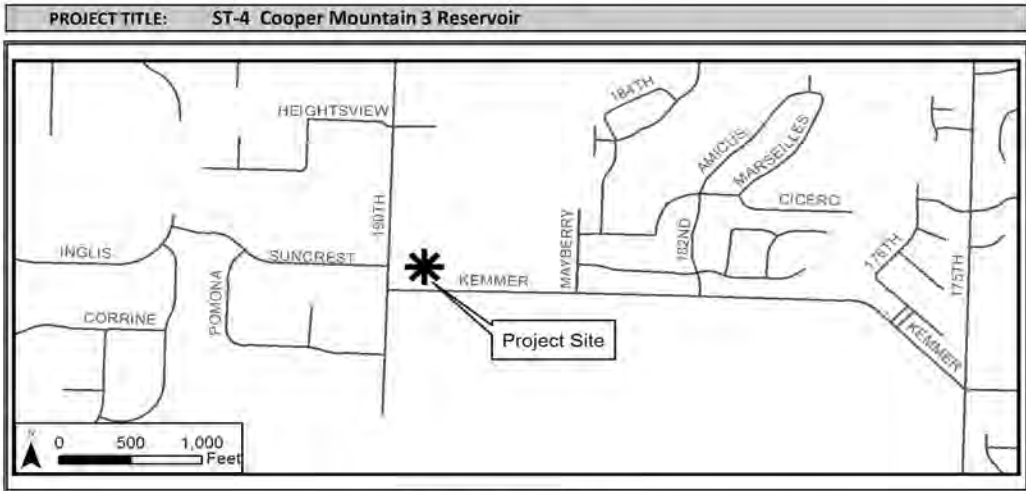 PROJECT TITLE: ST-4 Cooper Mountain 3 Reservoir
184TH
HEIGHTSVIEW
AMICUS
MARSEILLES
CICERO
190TH
MAYBERRY
182ND
INGLIS
SUNCREST
176TH
175TH
KEMMER
POMONA
CORRINE
KEMMER
Project Site
N
0 500 1,000
Feet